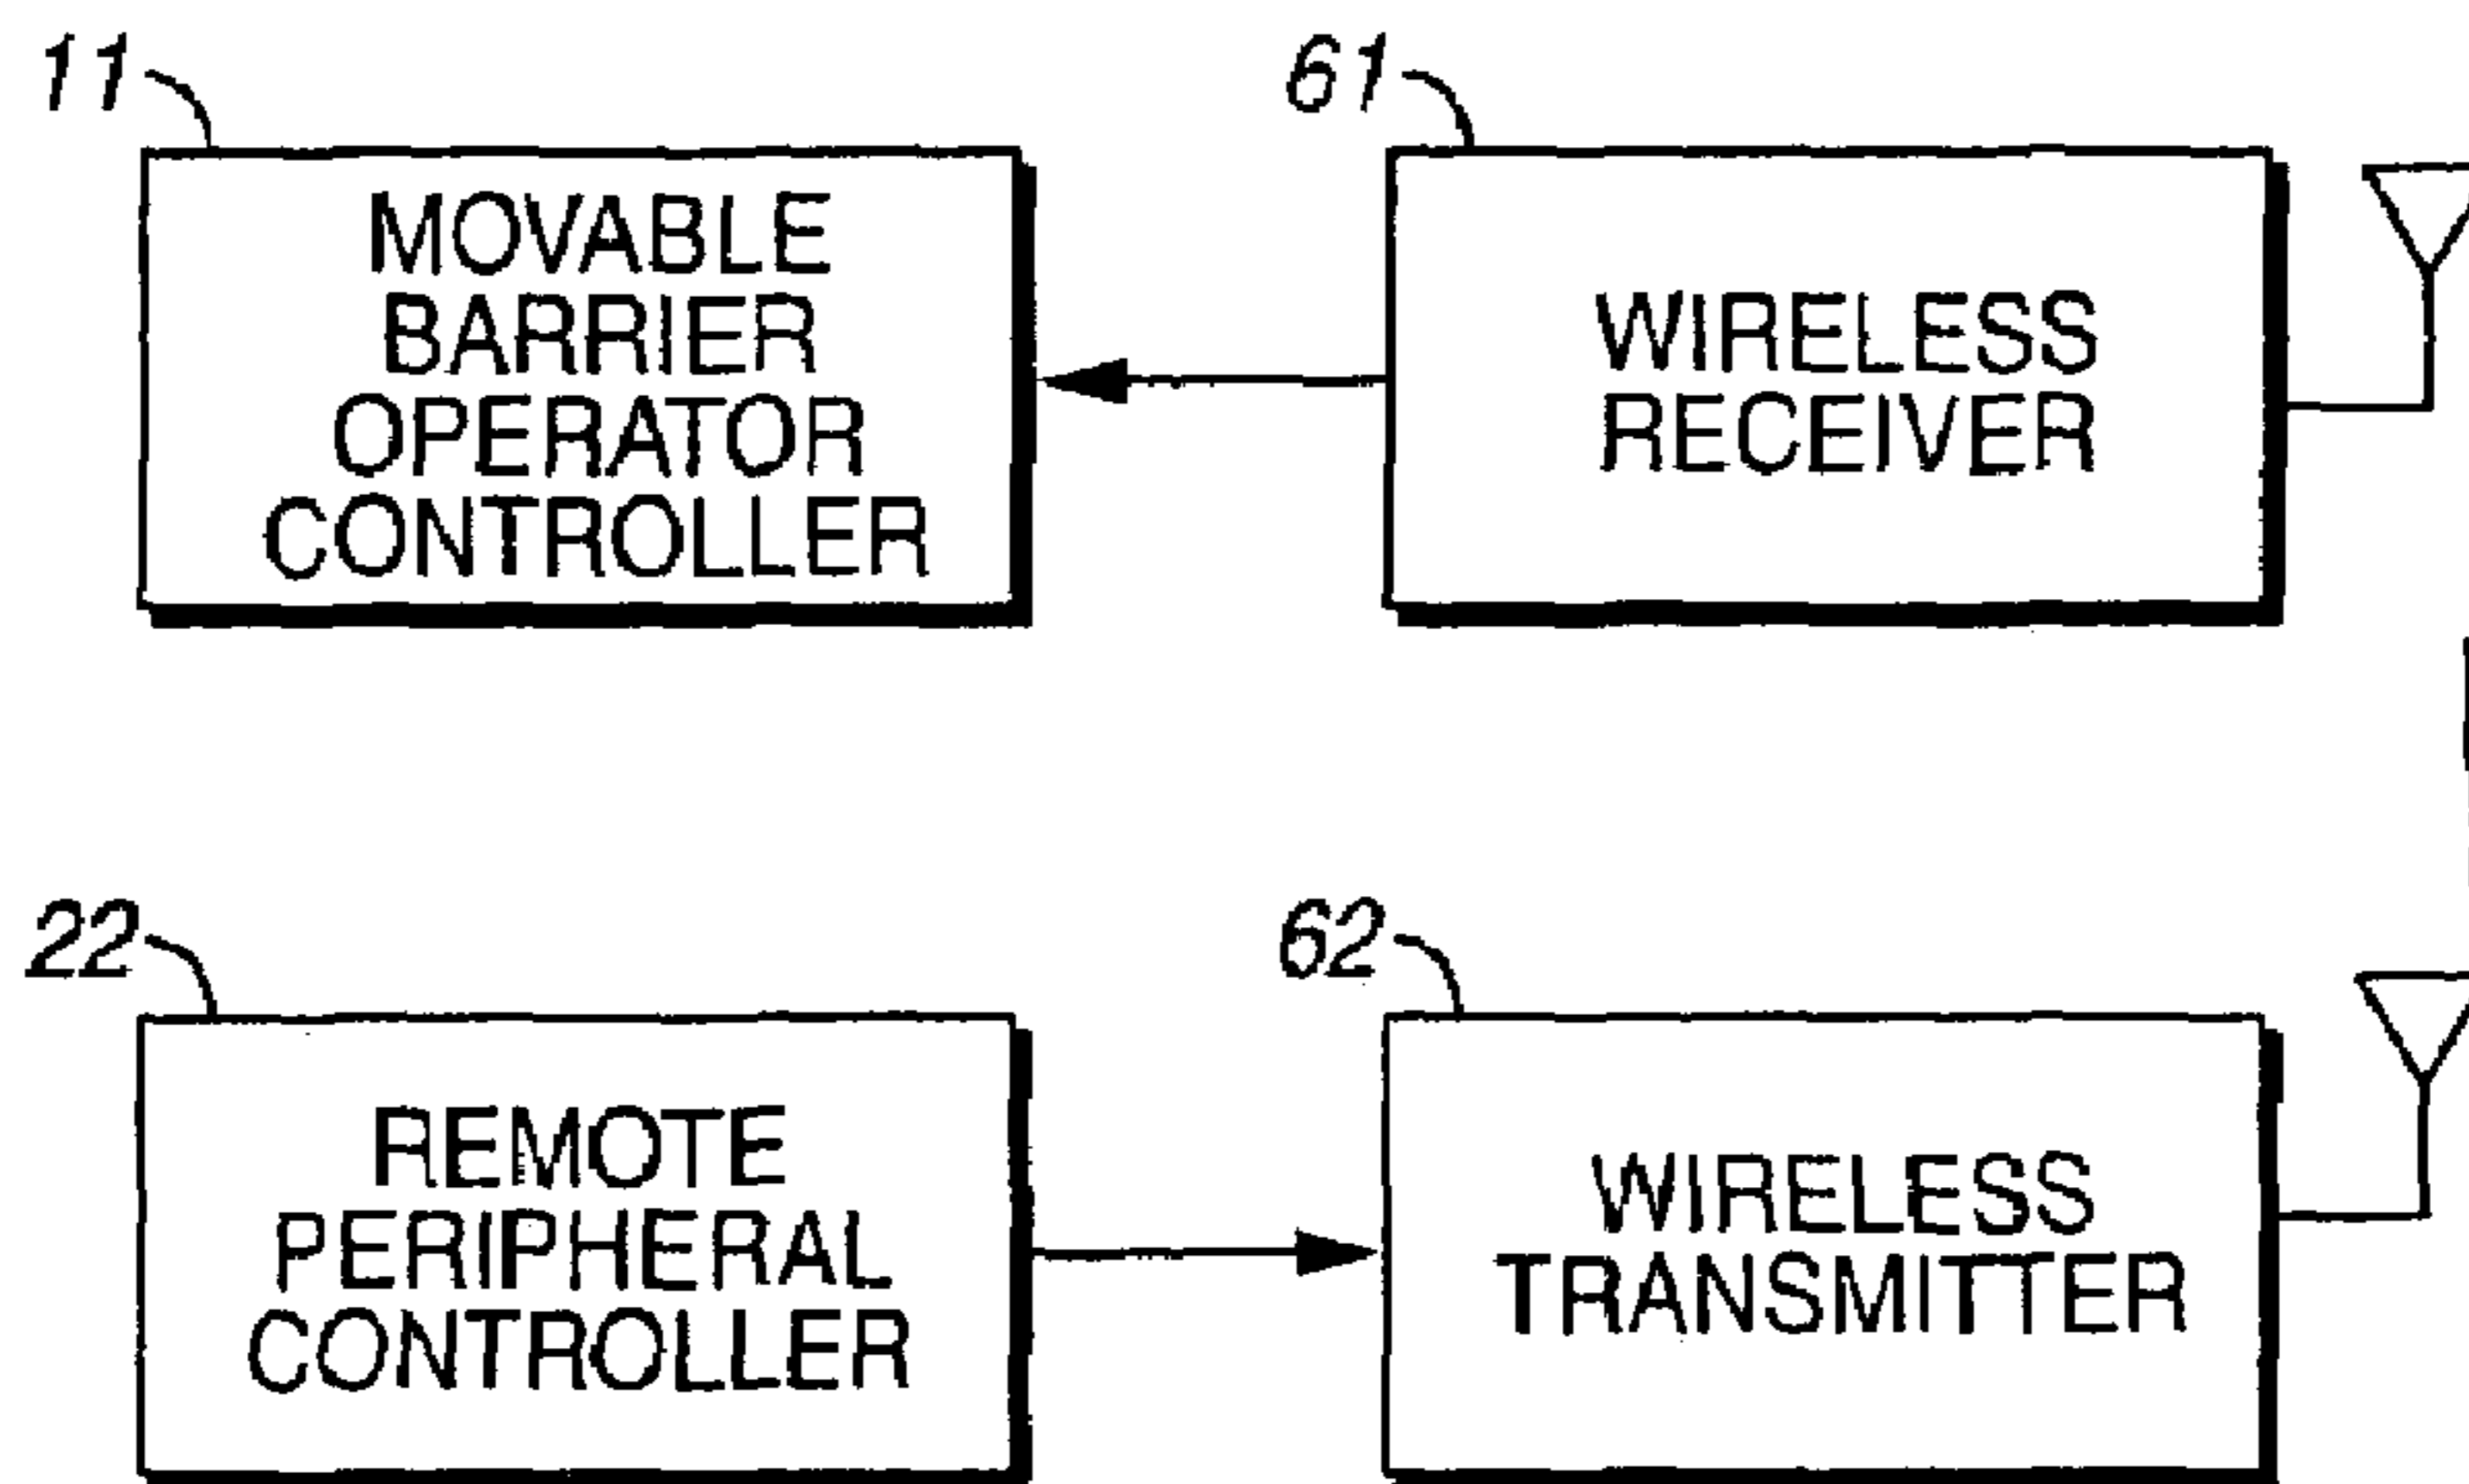 11
MOVABLE
BARRIER
OPERATOR
CONTROLLER
61
WIRELESS
RECEIVER
22
REMOTE
PERIPHERAL
CONTROLLER
62
WIRELESS
TRANSMITTER